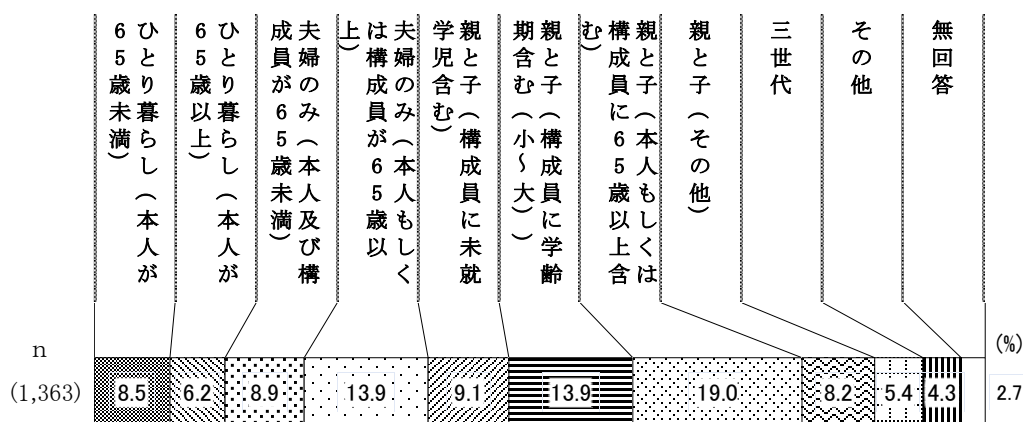 ひとり暮らし（本人が
６５歳未満）
ひとり暮らし（本人が
６５歳以上）
夫婦のみ（本人及び構
成員が６５歳未満）
夫婦のみ（本人もしく
は構成員が６５歳以
上）
親と子（構成員に未就
学児含む）
親と子（構成員に学齢
期含む（小～大））
親と子（本人もしくは
構成員に６５歳以上含
む）
親と子（その他）
三世代
その他
無回答
n
(%)
(1,363)
8.5
6.2
8.9
13.9
9.1
13.9
19.0
8.2
5.4
4.3
2.7